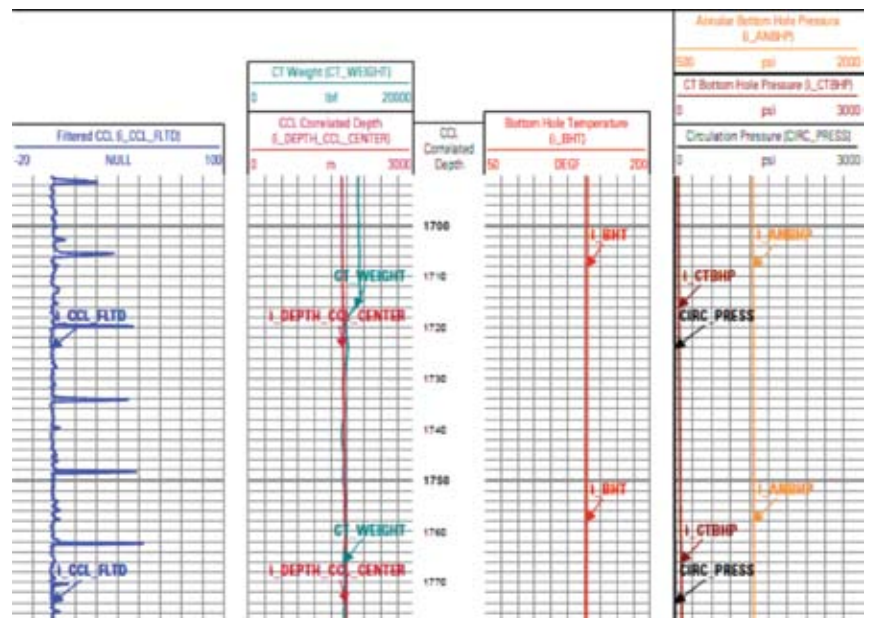 Annular Bottom Hole Pressure
(I_ANBHP)
500 psi 2000
CT Weight (CT_WEIGHT)
0 lbf 20000
CT Bottom Hole Pressure (I_CTBHP)
0 psi 3000
Filtered CCL (I_CCL_FLTD)
-20 NULL 100
CCL Correlated Depth
(I_DEPTH_CCL_CENTER)
0 m 3000
CCL
Correlated
Depth
Bottom Hole Temperature
(I_BHT)
50 DEGF 200
Circulation Pressure (CIRC_PRESS)
0 psi 3000
1700
I_BHT
I_ANBHP
CT_WEIGHT
1710
I_CTBHP
I_CCL_FLTD
I_DEPTH_CCL_CENTER
1720
CIRC_PRESS
1730
1740
1750
I_BHT
I_ANBHP
CT_WEIGHT
1760
I_CTBHP
I_CCL_FLTD
I_DEPTH_CCL_CENTER
1770
CIRC_PRESS